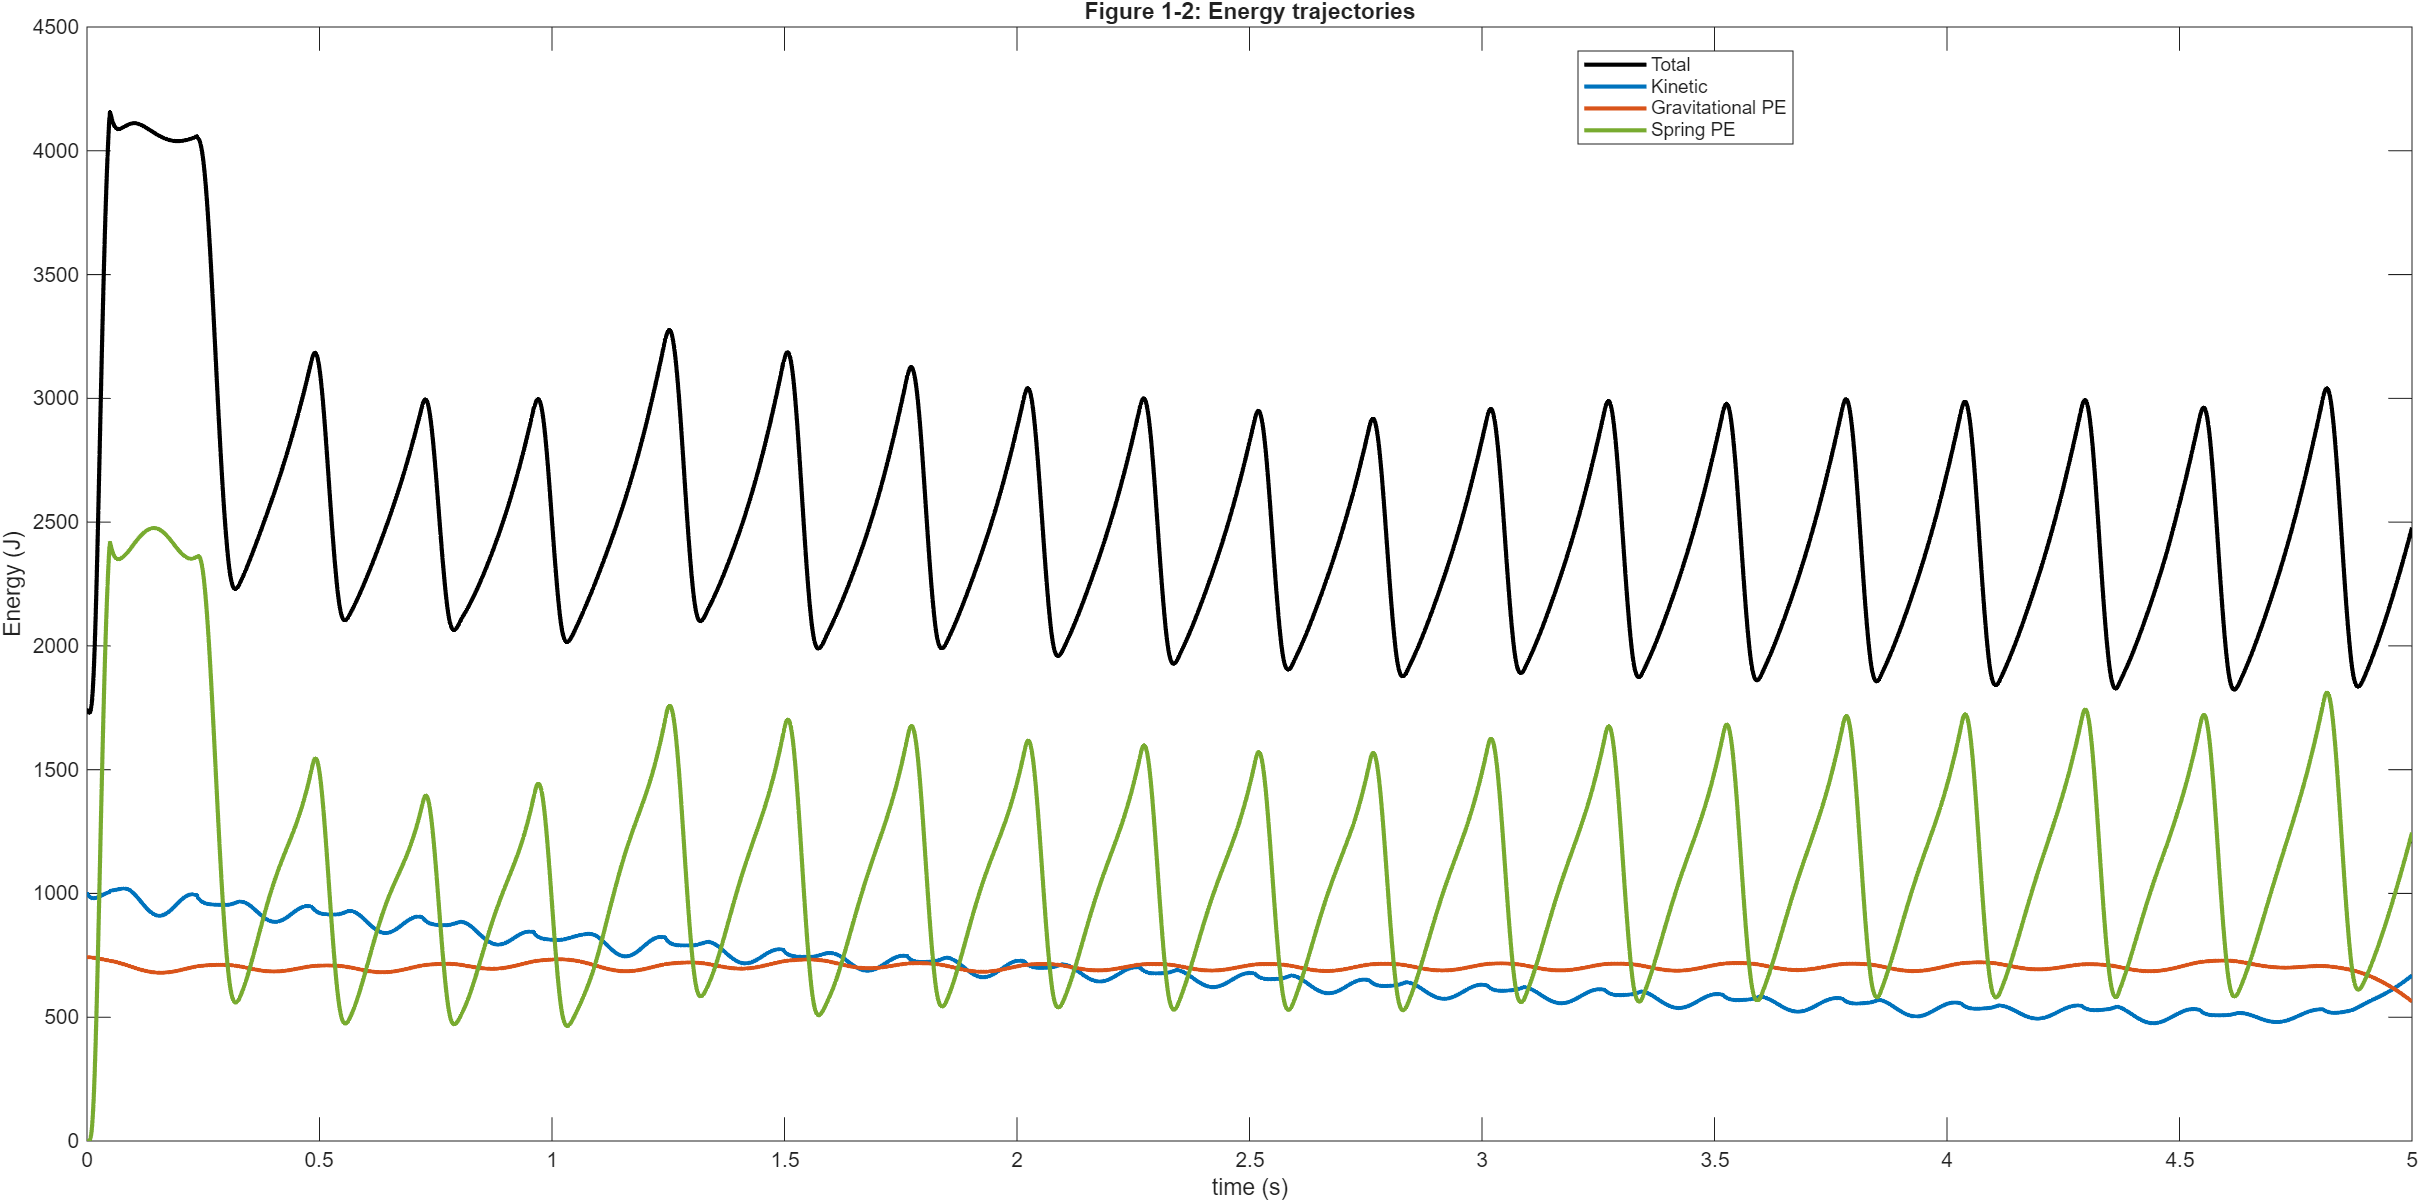 Figure 1-2: Energy trajectories
4500
4000
3500
3000
2500
2000
1500
1000
500
0
Energy (J)
Total
Kinetic
Gravitational PE
Spring PE
0 0.5 1 1.5 2 2.5 3 3.5 4 4.5 5
time (s)